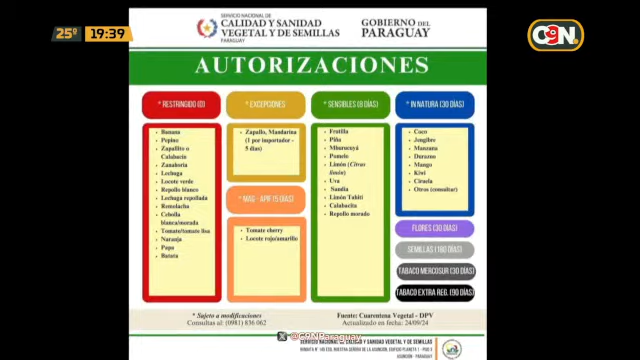 25º
19:39
C9N
SERVICIO NACIONAL DE
CALIDAD Y SANIDAD
VEGETAL Y DE SEMILLAS
PARAGUAY
GOBIERNO DEL
PARAGUAY
AUTORIZACIONES
* RESTRINGIDO (0)
Banana
Pepino
Zapallito o
Calabacín
Zanahoria
Lechuga
Locote verde
Repollo blanco
Lechuga repollada
Remolacha
Cebolla
blanca/morada
Tomate/tomate lisa
Naranja
Papa
Batata
* EXCEPCIONES
Zapallo, Mandarina
(1 por importador -
5 días)
* MAG - APIF (5 DÍAS)
Tomate cherry
Locote rojo/amarillo
* SENSIBLES (8 DÍAS)
Frutilla
Piña
Mburucuyá
Pomelo
Limón (Citrus
limón)
Uva
Sandía
Limón Tahití
Calabacita
Repollo morado
* IN NATURA (30 DÍAS)
Coco
Jengibre
Manzana
Durazno
Mango
Kiwi
Ciruela
Otros (consultar)
FLORES (30 DÍAS)
SEMILLAS (180 DÍAS)
TABACO MERCOSUR (30 DÍAS)
TABACO EXTRA REG. (90 DÍAS)
* Sujeto a modificaciones
Consultas al: (0981) 836 062
Fuente: Cuarentena Vegetal - DPV
Actualizado en fecha: 24/09/24
@C9NParaguay
SERVICIO NACIONAL DE CALIDAD Y SANIDAD VEGETAL Y DE SEMILLAS
ASUNCIÓN - PARAGUAY